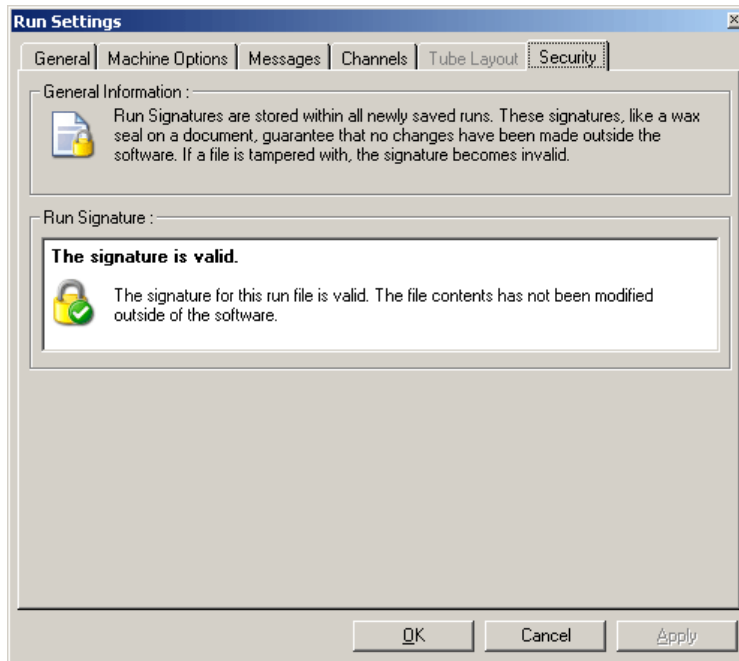 Run Settings
General Machine Options Messages Channels Tube Layout Security
General Information :
Run Signatures are stored within all newly saved runs. These signatures, like a wax
seal on a document, guarantee that no changes have been made outside the
software. If a file is tampered with, the signature becomes invalid.
Run Signature :
The signature is valid.
The signature for this run file is valid. The file contents has not been modified
outside of the software.
OK Cancel Apply